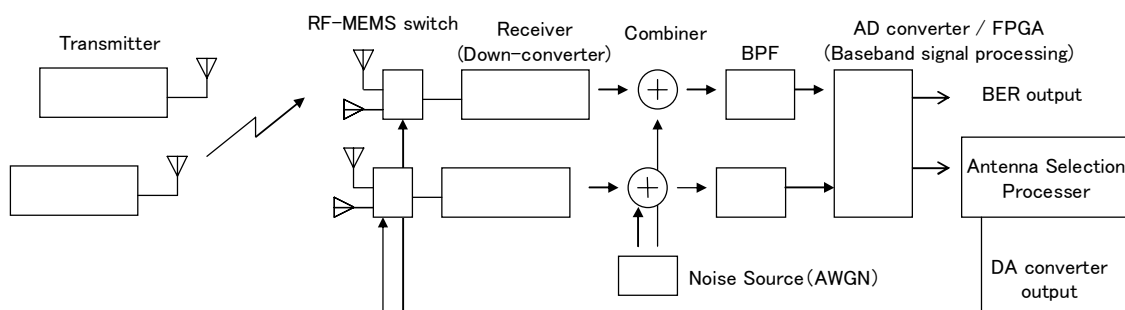 Transmitter
RF-MEMS switch
Receiver
(Down-converter)
Combiner
BPF
AD converter / FPGA
(Baseband signal processing)
BER output
Antenna Selection
Processer
Noise Source(AWGN)
DA converter
output